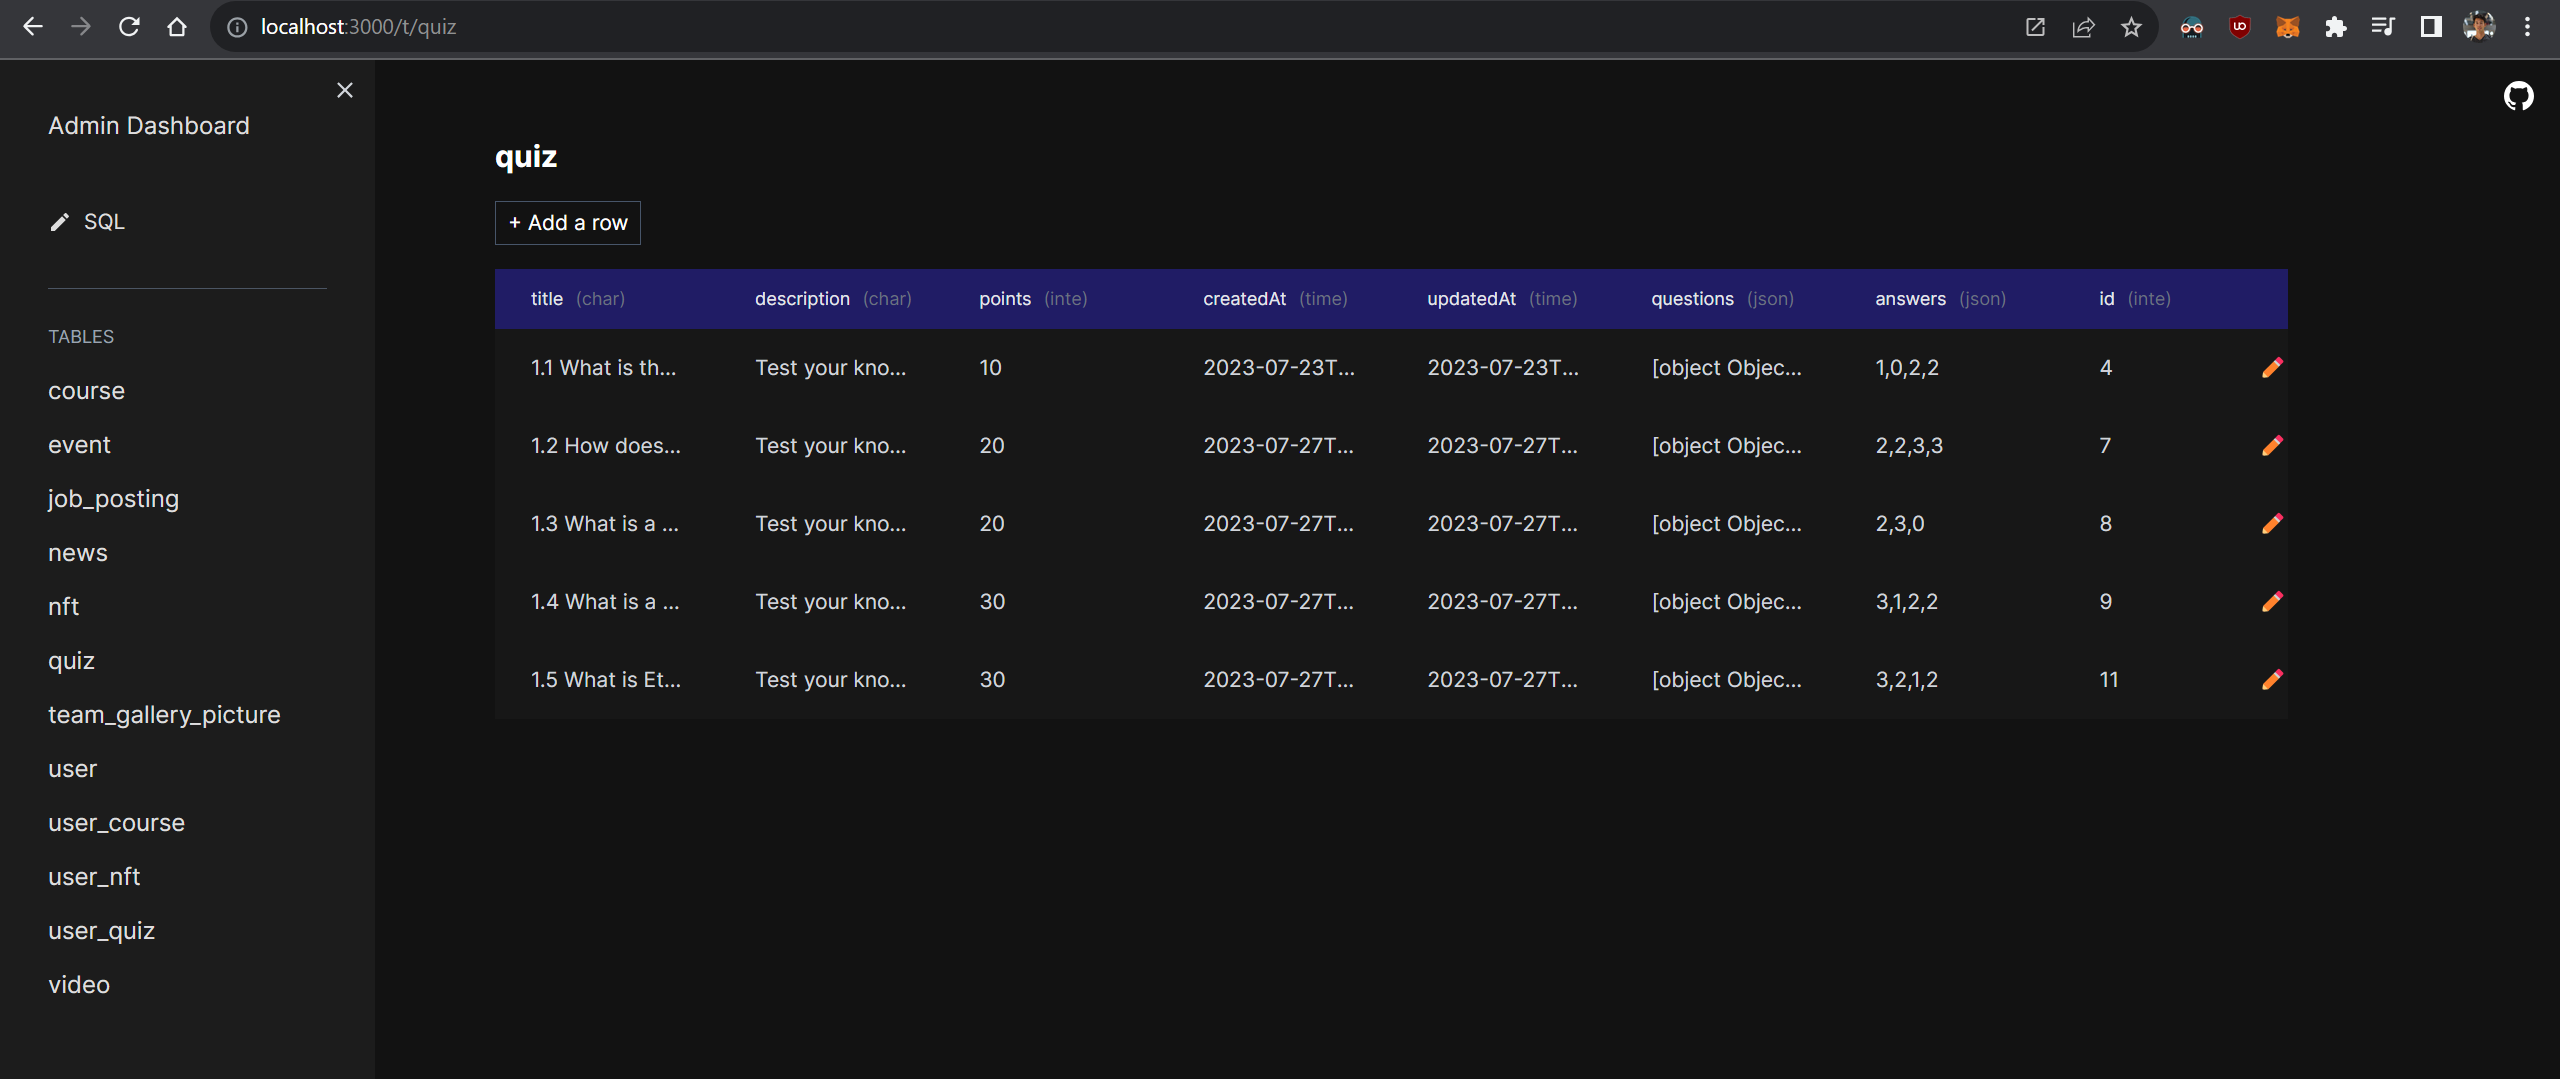 localhost:3000/t/quiz
Admin Dashboard
SQL
TABLES
course
event
job_posting
news
nft
quiz
team_gallery_picture
user
user_course
user_nft
user_quiz
video
quiz
+ Add a row
title (char) description (char) points (inte) createdAt (time) updatedAt (time) questions (json) answers (json) id (inte)
1.1 What is th... Test your kno... 10 2023-07-23T... 2023-07-23T... [object Objec... 1,0,2,2 4
1.2 How does... Test your kno... 20 2023-07-27T... 2023-07-27T... [object Objec... 2,2,3,3 7
1.3 What is a ... Test your kno... 20 2023-07-27T... 2023-07-27T... [object Objec... 2,3,0 8
1.4 What is a ... Test your kno... 30 2023-07-27T... 2023-07-27T... [object Objec... 3,1,2,2 9
1.5 What is Et... Test your kno... 30 2023-07-27T... 2023-07-27T... [object Objec... 3,2,1,2 11